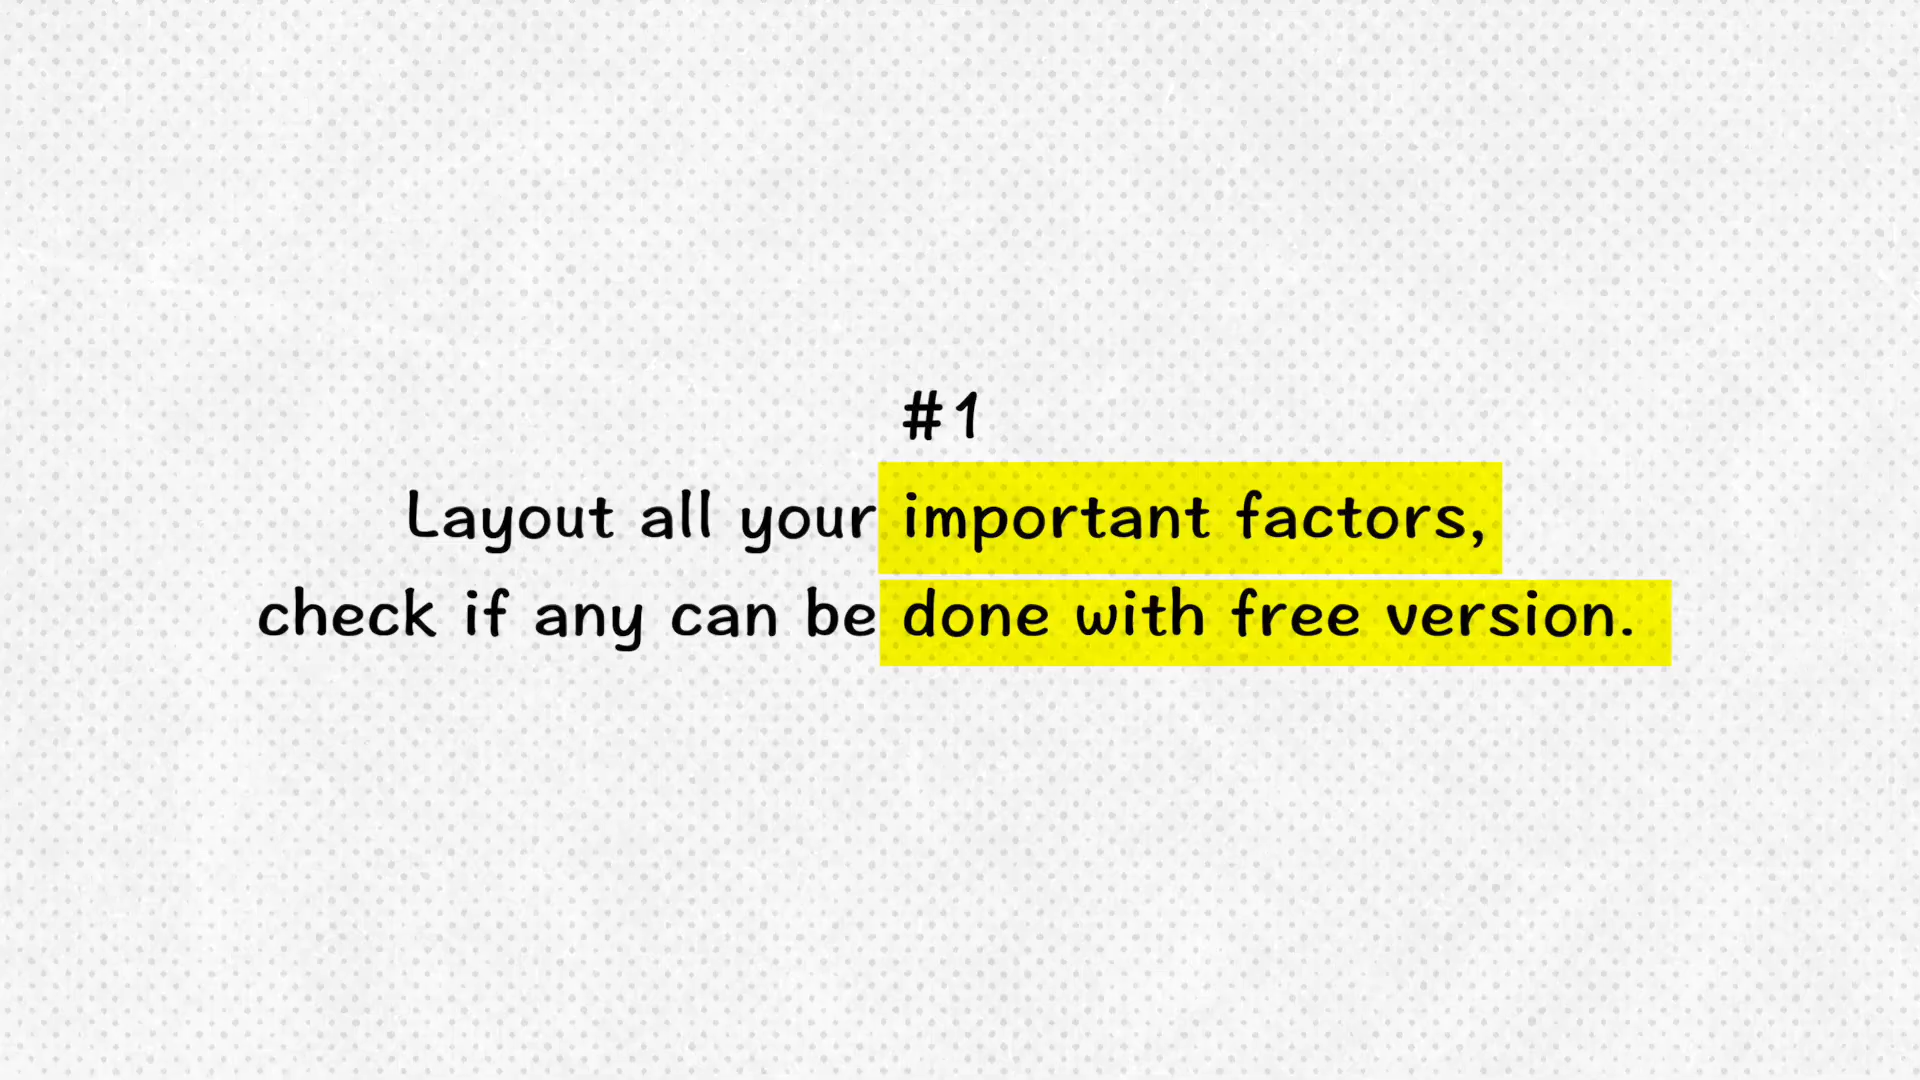 #1
Layout all your important factors,
check if any can be done with free version.